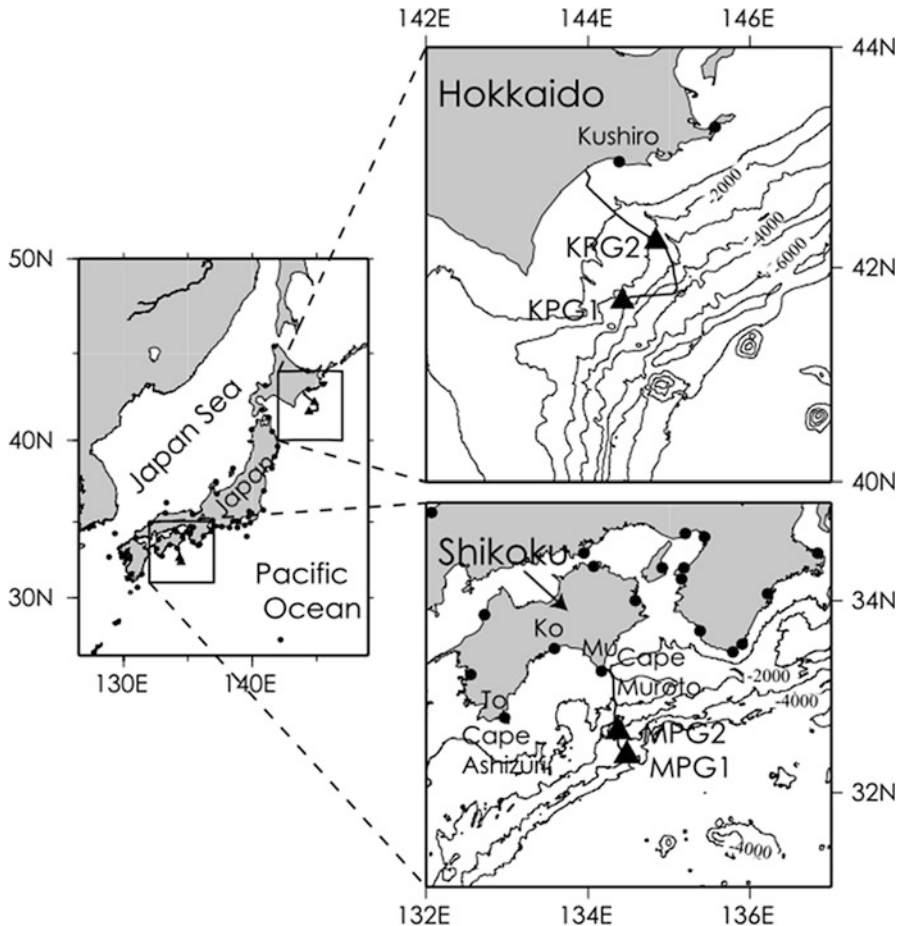 142E
144E
146E
44N
Hokkaido
Kushiro
-2000
-4000
-6000
KPG2
42N
KPG1
40N
50N
40N
30N
130E
140E
Japan Sea
Japan
Pacific
Ocean
Shikoku
34N
Ko
Mu
Cape
Muroto
-2000
-4000
To
Cape
Ashizuri
MPG2
MPG1
32N
-4000
132E
134E
136E